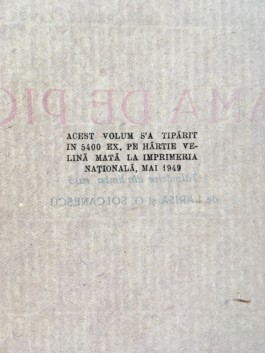 ACEST VOLUM S'A TIPĂRIT
IN 5400 EX. PE HÂRTIE VE-
LINĂ MATĂ LA IMPRIMERIA
NAȚIONALĂ, MAI 1949